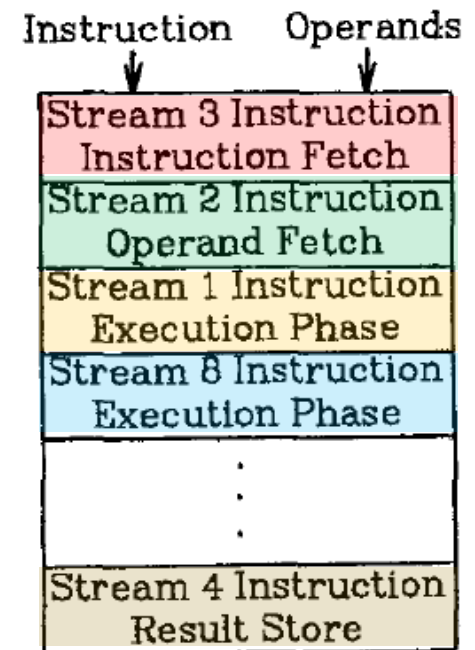 Instruction Operands
Stream 3 Instruction
Instruction Fetch
Stream 2 Instruction
Operand Fetch
Stream 1 Instruction
Execution Phase
Stream 8 Instruction
Execution Phase
.
.
.
Stream 4 Instruction
Result Store